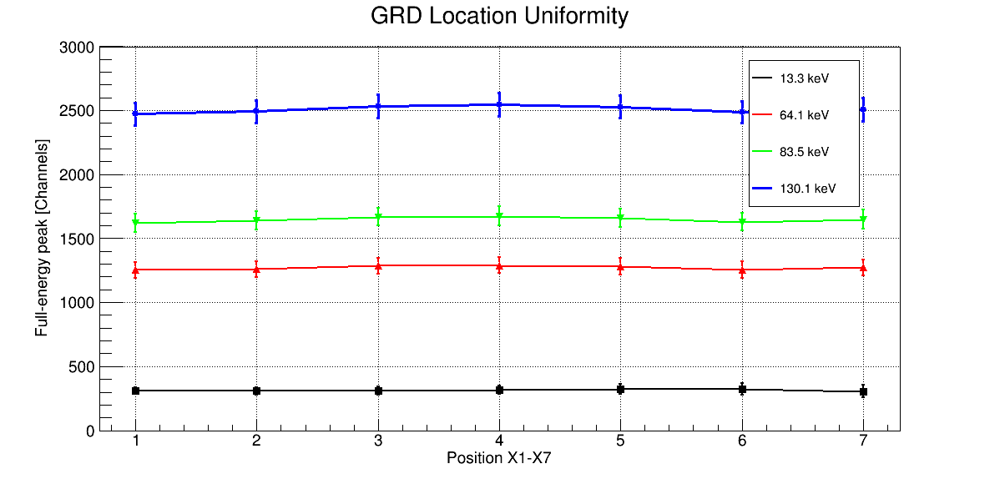 GRD Location Uniformity
Full-energy peak [Channels]
3000
2500
2000
1500
1000
500
0
13.3 keV
64.1 keV
83.5 keV
130.1 keV
1 2 3 4 5 6 7
Position X1-X7